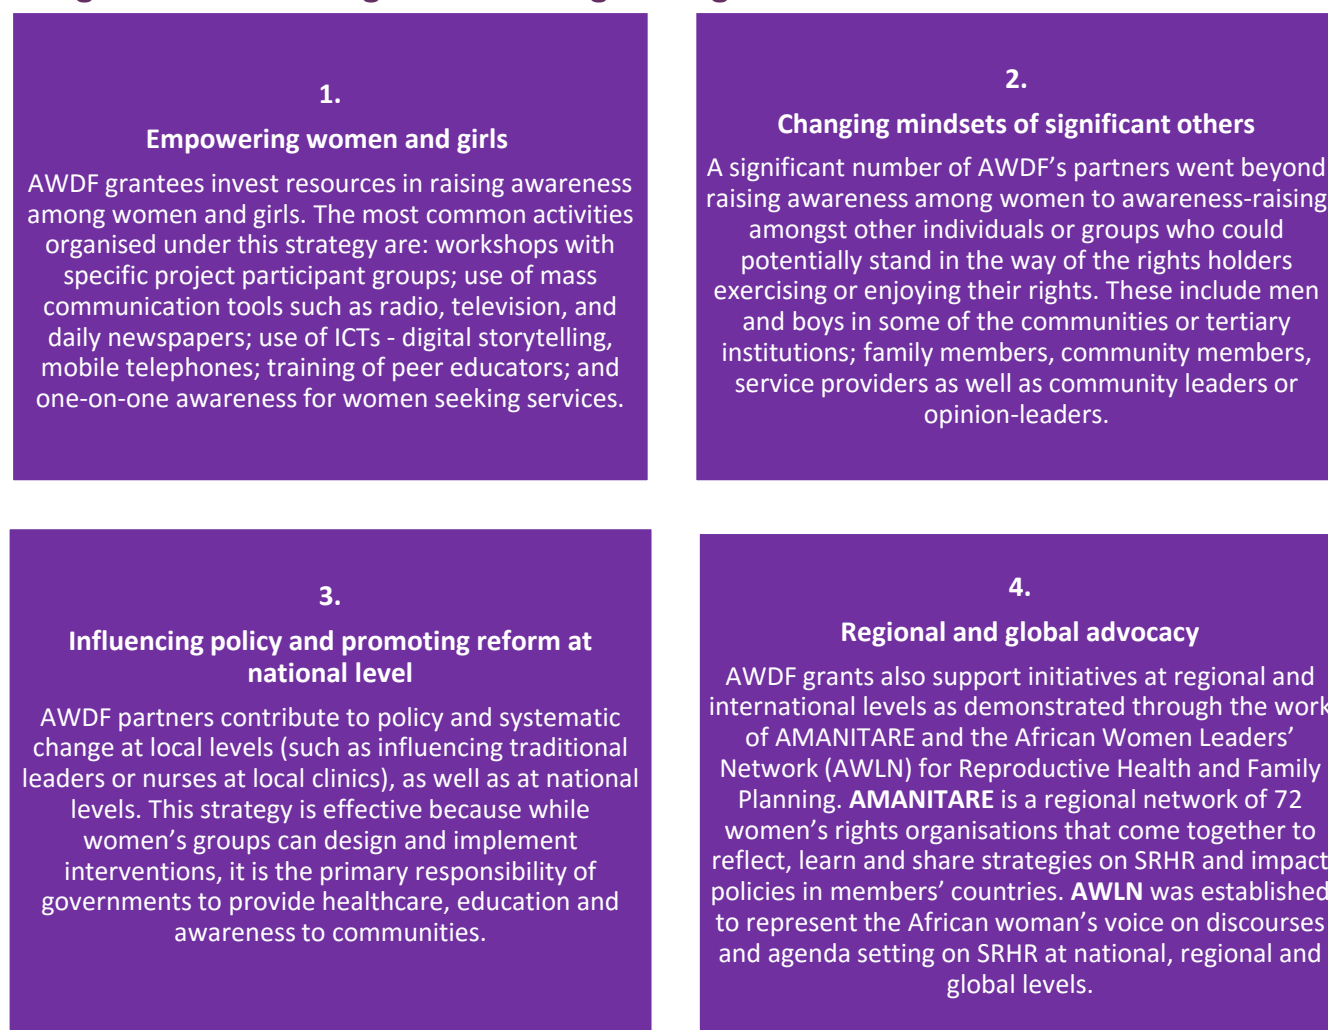 1.
Empowering women and girls
AWDF grantees invest resources in raising awareness
among women and girls. The most common activities
organised under this strategy are: workshops with
specific project participant groups; use of mass
communication tools such as radio, television, and
daily newspapers; use of ICTs - digital storytelling,
mobile telephones; training of peer educators; and
one-on-one awareness for women seeking services.
2.
Changing mindsets of significant others
A significant number of AWDF’s partners went beyond
raising awareness among women to awareness-raising
amongst other individuals or groups who could
potentially stand in the way of the rights holders
exercising or enjoying their rights. These include men
and boys in some of the communities or tertiary
institutions; family members, community members,
service providers as well as community leaders or
opinion-leaders.
3.
Influencing policy and promoting reform at
national level
AWDF partners contribute to policy and systematic
change at local levels (such as influencing traditional
leaders or nurses at local clinics), as well as at national
levels. This strategy is effective because while
women’s groups can design and implement
interventions, it is the primary responsibility of
governments to provide healthcare, education and
awareness to communities.
4.
Regional and global advocacy
AWDF grants also support initiatives at regional and
international levels as demonstrated through the work
of AMANITARE and the African Women Leaders’
Network (AWLN) for Reproductive Health and Family
Planning. AMANITARE is a regional network of 72
women’s rights organisations that come together to
reflect, learn and share strategies on SRHR and impact
policies in members’ countries. AWLN was established
to represent the African woman’s voice on discourses
and agenda setting on SRHR at national, regional and
global levels.